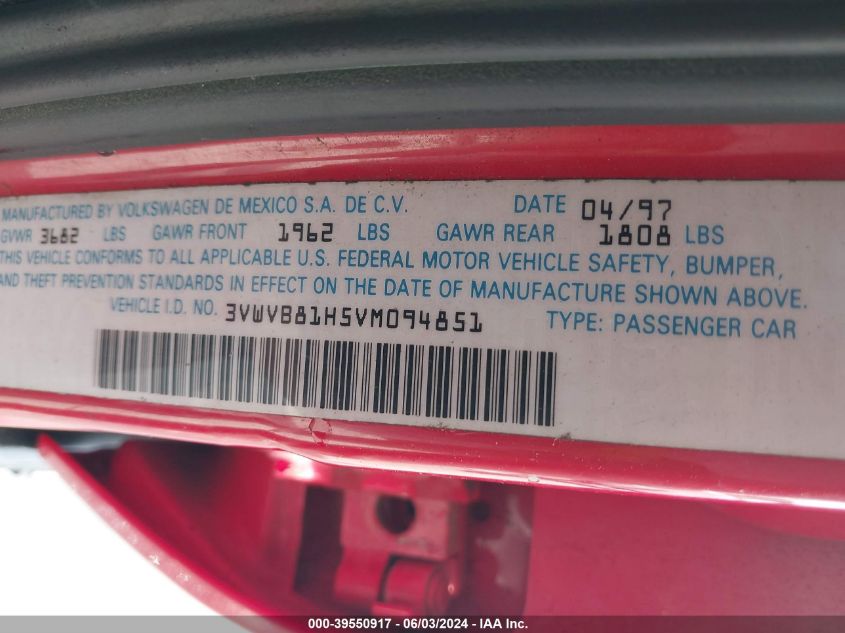 MANUFACTURED BY VOLKSWAGEN DE MEXICO S.A. DE C.V. DATE 04/97
GVWR 3682 LBS GAWR FRONT 1962 LBS GAWR REAR 1808 LBS
THIS VEHICLE CONFORMS TO ALL APPLICABLE U.S. FEDERAL MOTOR VEHICLE SAFETY, BUMPER,
AND THEFT PREVENTION STANDARDS IN EFFECT ON THE DATE OF MANUFACTURE SHOWN ABOVE.
VEHICLE I.D. NO. 3VWVB81H5VM094851 TYPE: PASSENGER CAR
000-39550917 - 06/03/2024 - IAA Inc.